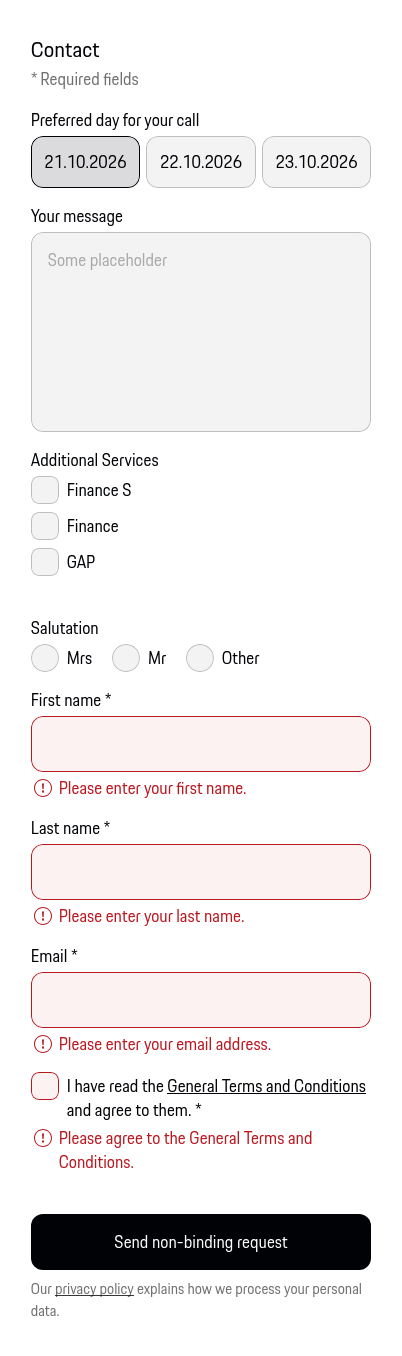 Contact
* Required fields
Preferred day for your call
21.10.2026 22.10.2026 23.10.2026
Your message
Some placeholder
Additional Services
Finance S
Finance
GAP
Salutation
Mrs Mr Other
First name *
Please enter your first name.
Last name *
Please enter your last name.
Email *
Please enter your email address.
I have read the General Terms and Conditions
and agree to them. *
Please agree to the General Terms and
Conditions.
Send non-binding request
Our privacy policy explains how we process your personal
data.